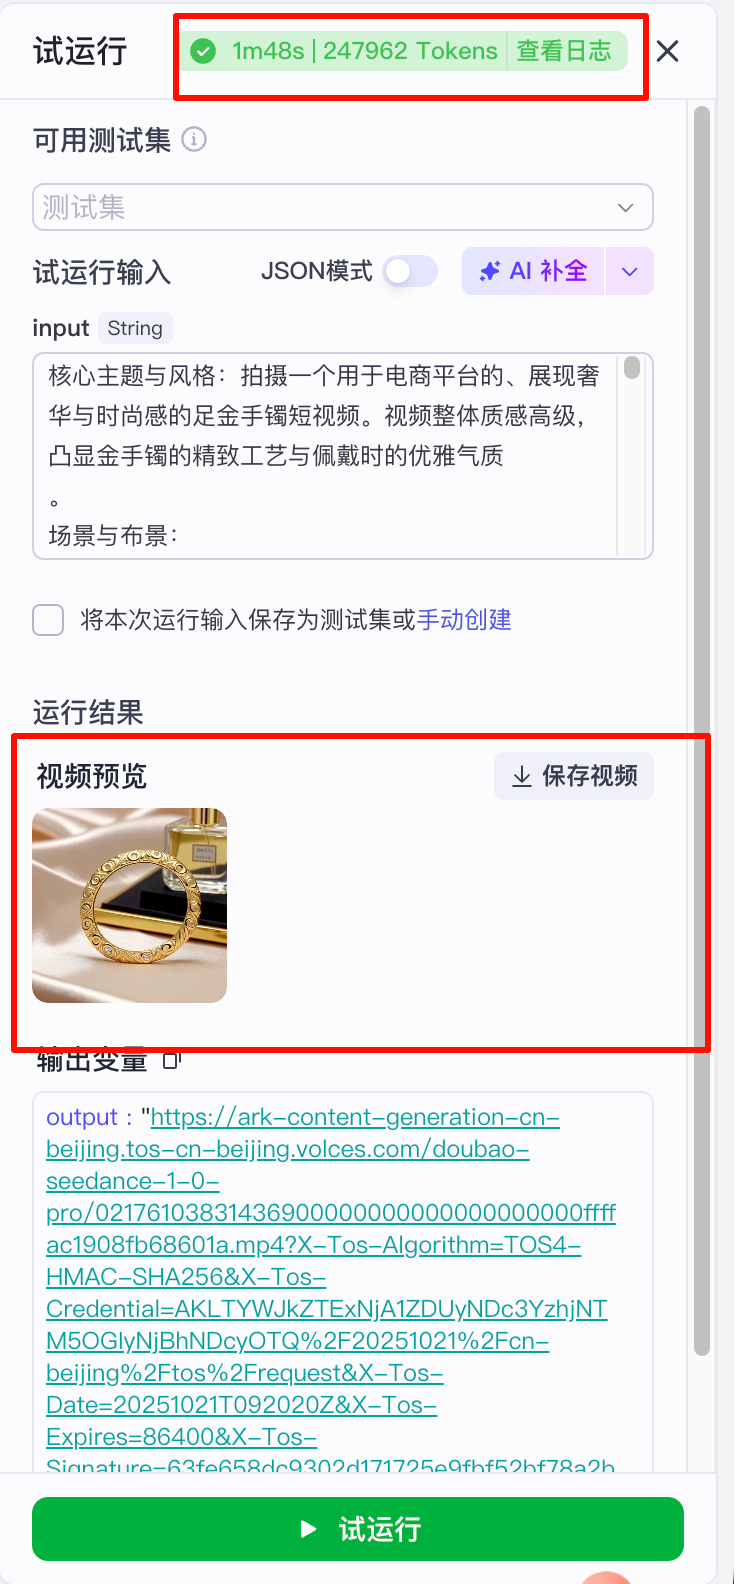 试运行
1m48s | 247962 Tokens 查看日志
可用测试集
测试集
试运行输入 JSON模式 AI 补全
input String
核心主题与风格：拍摄一个用于电商平台的、展现奢
华与时尚感的足金手镯短视频。视频整体质感高级，
凸显金手镯的精致工艺与佩戴时的优雅气质
。
场景与布景：
将本次运行输入保存为测试集或手动创建
运行结果
视频预览 保存视频
输出变量
output : "https://ark-content-generation-cn-
beijing.tos-cn-beijing.volces.com/doubao-
seedance-1-0-
pro/02176103831436900000000000000000000ffff
ac1908fb68601a.mp4?X-Tos-Algorithm=TOS4-
HMAC-SHA256&X-Tos-
Credential=AKLTYWJkZTExNjA1ZDUyNDc3YzhjNT
M5OGIyNjBhNDcyOTQ%2F20251021%2Fcn-
beijing%2Ftos%2Frequest&X-Tos-
Date=20251021T092020Z&X-Tos-
Expires=86400&X-Tos-
Signature=63fe658dc9302d171725e9fbf52bf78a2b
试运行